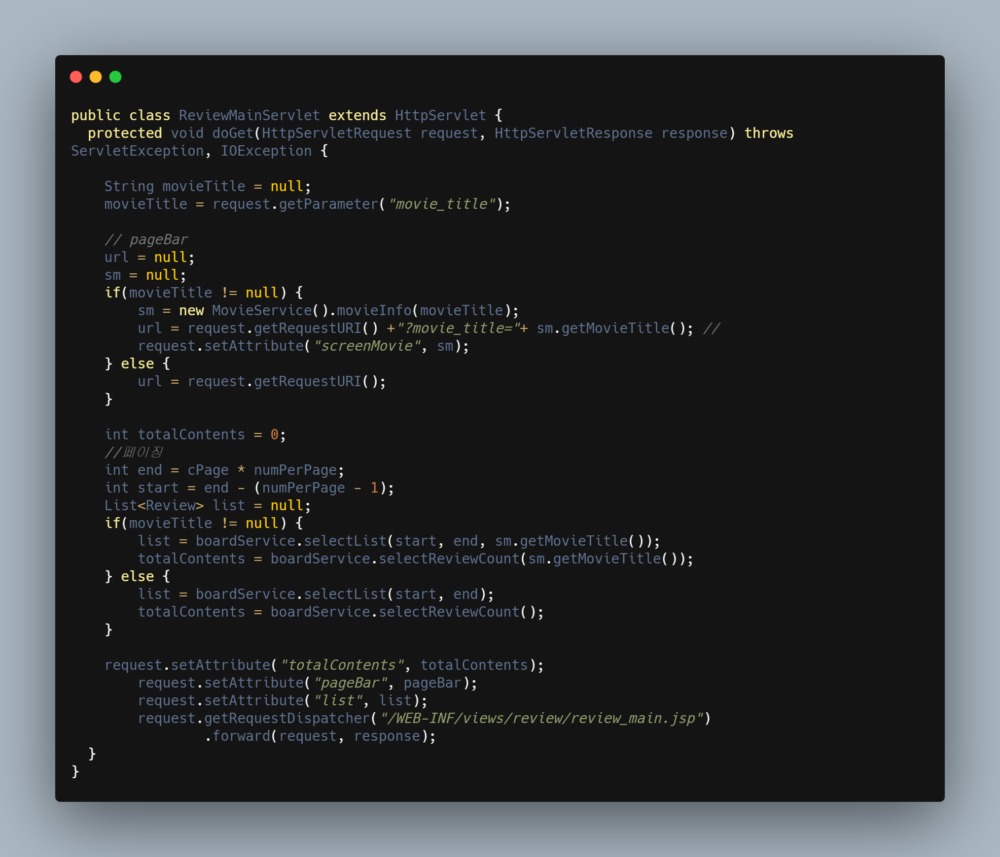 public class ReviewMainServlet extends HttpServlet {
  protected void doGet(HttpServletRequest request, HttpServletResponse response) throws
ServletException, IOException {

    String movieTitle = null;
    movieTitle = request.getParameter("movie_title");

    // pageBar
    url = null;
    sm = null;
    if(movieTitle != null) {
        sm = new MovieService().movieInfo(movieTitle);
        url = request.getRequestURI() +"?movie_title="+ sm.getMovieTitle(); //
        request.setAttribute("screenMovie", sm);
    } else {
        url = request.getRequestURI();
    }

    int totalContents = 0;
    //페이징
    int end = cPage * numPerPage;
    int start = end - (numPerPage - 1);
    List<Review> list = null;
    if(movieTitle != null) {
        list = boardService.selectList(start, end, sm.getMovieTitle());
        totalContents = boardService.selectReviewCount(sm.getMovieTitle());
    } else {
        list = boardService.selectList(start, end);
        totalContents = boardService.selectReviewCount();
    }

    request.setAttribute("totalContents", totalContents);
        request.setAttribute("pageBar", pageBar);
        request.setAttribute("list", list);
        request.getRequestDispatcher("/WEB-INF/views/review/review_main.jsp")
                .forward(request, response);
  }
}